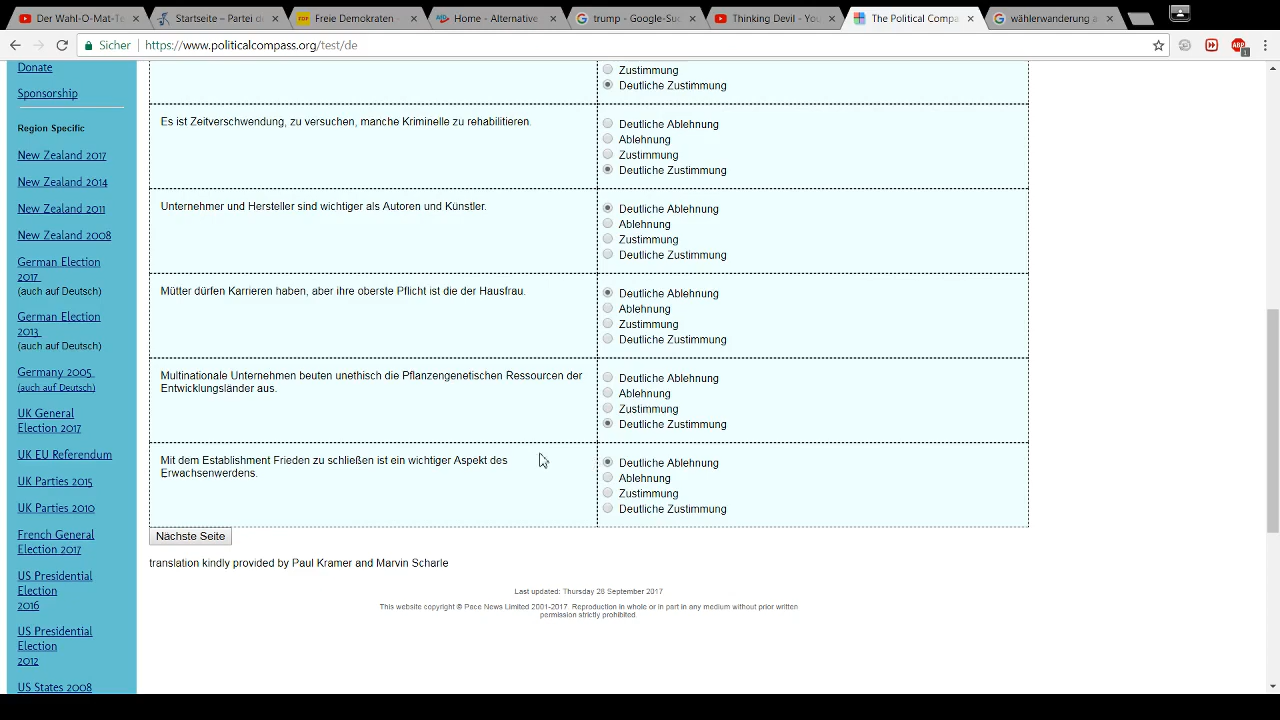 Der Wahl-O-Mat-Te
Startseite – Partei de
Freie Demokraten -
Home - Alternative
trump - Google-Suc
Thinking Devil - You
The Political Compa
wählerwanderung a
Sicher
https://www.politicalcompass.org/test/de
Donate
Sponsorship
Region Specific
New Zealand 2017
New Zealand 2014
New Zealand 2011
New Zealand 2008
German Election
2017
(auch auf Deutsch)
German Election
2013
(auch auf Deutsch)
Germany 2005
(auch auf Deutsch)
UK General
Election 2017
UK EU Referendum
UK Parties 2015
UK Parties 2010
French General
Election 2017
US Presidential
Election
2016
US Presidential
Election
2012
US States 2008
Zustimmung
Deutliche Zustimmung
Es ist Zeitverschwendung, zu versuchen, manche Kriminelle zu rehabilitieren.
Deutliche Ablehnung
Ablehnung
Zustimmung
Deutliche Zustimmung
Unternehmer und Hersteller sind wichtiger als Autoren und Künstler.
Deutliche Ablehnung
Ablehnung
Zustimmung
Deutliche Zustimmung
Mütter dürfen Karrieren haben, aber ihre oberste Pflicht ist die der Hausfrau.
Deutliche Ablehnung
Ablehnung
Zustimmung
Deutliche Zustimmung
Multinationale Unternehmen beuten unethisch die Pflanzengenetischen Ressourcen der
Entwicklungsländer aus.
Deutliche Ablehnung
Ablehnung
Zustimmung
Deutliche Zustimmung
Mit dem Establishment Frieden zu schließen ist ein wichtiger Aspekt des
Erwachsenwerdens.
Deutliche Ablehnung
Ablehnung
Zustimmung
Deutliche Zustimmung
Nächste Seite
translation kindly provided by Paul Kramer and Marvin Scharle
Last updated: Thursday 28 September 2017
This website copyright © Pace News Limited 2001-2017. Reproduction in whole or in part in any medium without prior written
permission strictly prohibited.